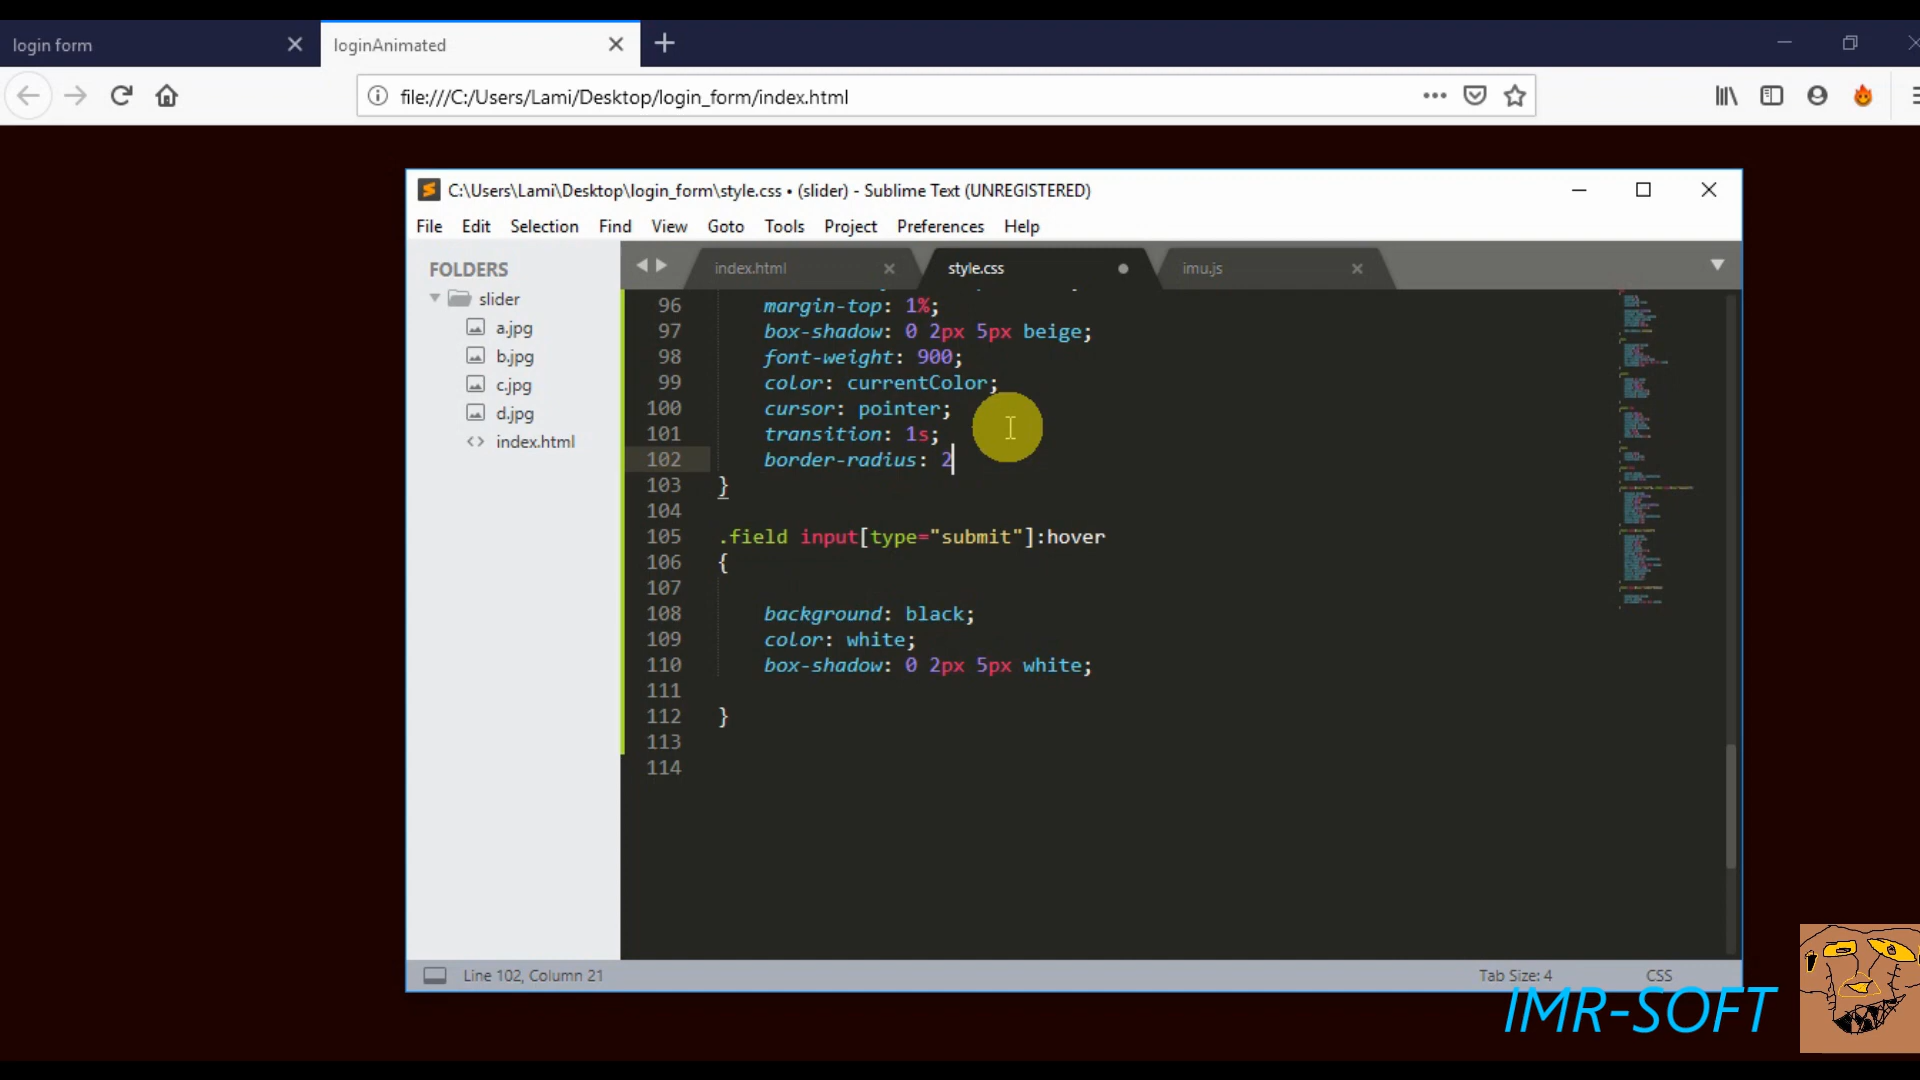 login form
loginAnimated
file:///C:/Users/Lami/Desktop/login_form/index.html
C:\Users\Lami\Desktop\login_form\style.css • (slider) - Sublime Text (UNREGISTERED)
File Edit Selection Find View Goto Tools Project Preferences Help
FOLDERS
slider
a.jpg
b.jpg
c.jpg
d.jpg
index.html
index.html
style.css
imu.js
96 margin-top: 1%;
97 box-shadow: 0 2px 5px beige;
98 font-weight: 900;
99 color: currentColor;
100 cursor: pointer;
101 transition: 1s;
102 border-radius: 2
103 }
104
105 .field input[type="submit"]:hover
106 {
107
108 background: black;
109 color: white;
110 box-shadow: 0 2px 5px white;
111
112 }
113
114
Line 102, Column 21
Tab Size: 4
CSS
IMR-SOFT